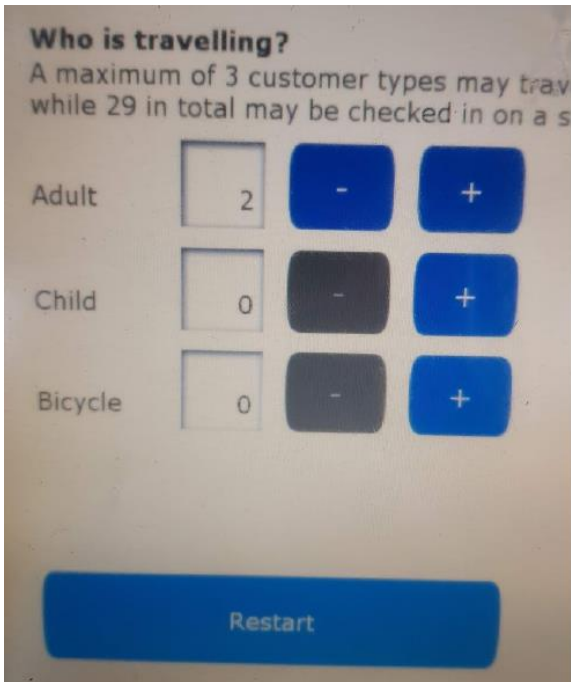 Who is travelling?
A maximum of 3 customer types may trav
while 29 in total may be checked in on a s
Adult 2 - +
Child 0 - +
Bicycle 0 - +
Restart